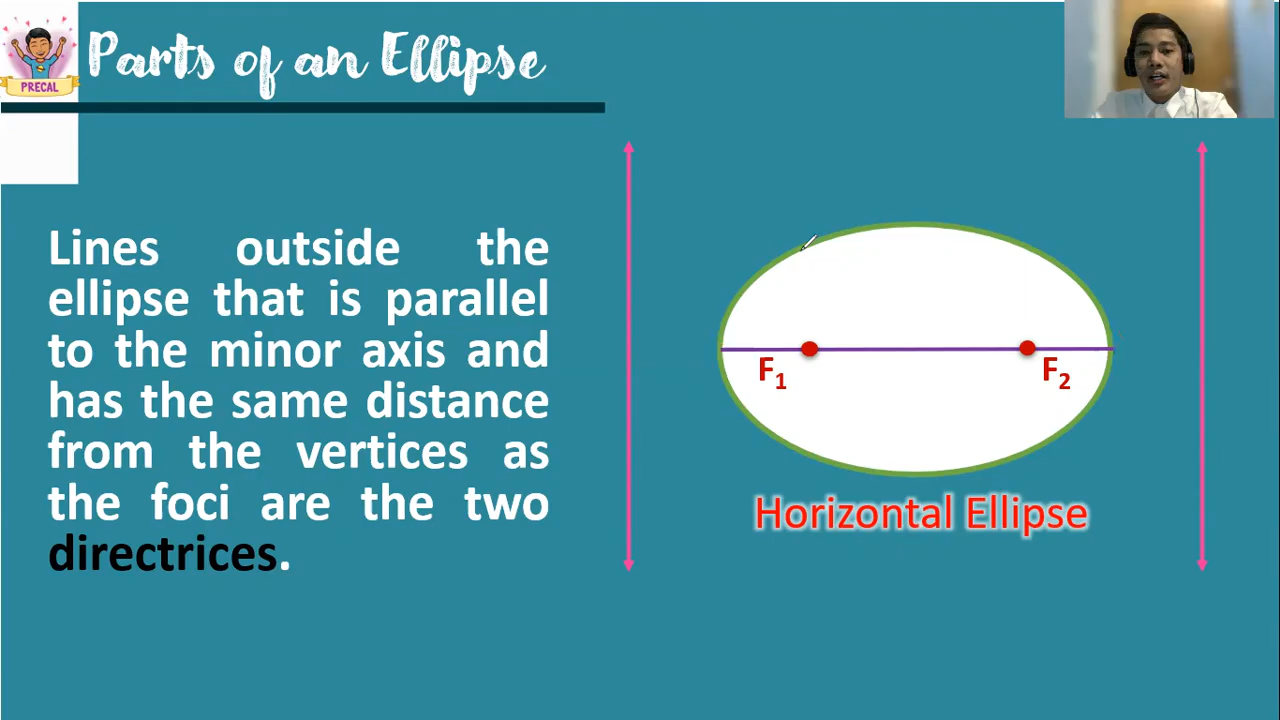 PRECAL
Parts of an Ellipse
Lines outside the
ellipse that is parallel
to the minor axis and
has the same distance
from the vertices as
the foci are the two
directrices.
F₁
F₂
Horizontal Ellipse